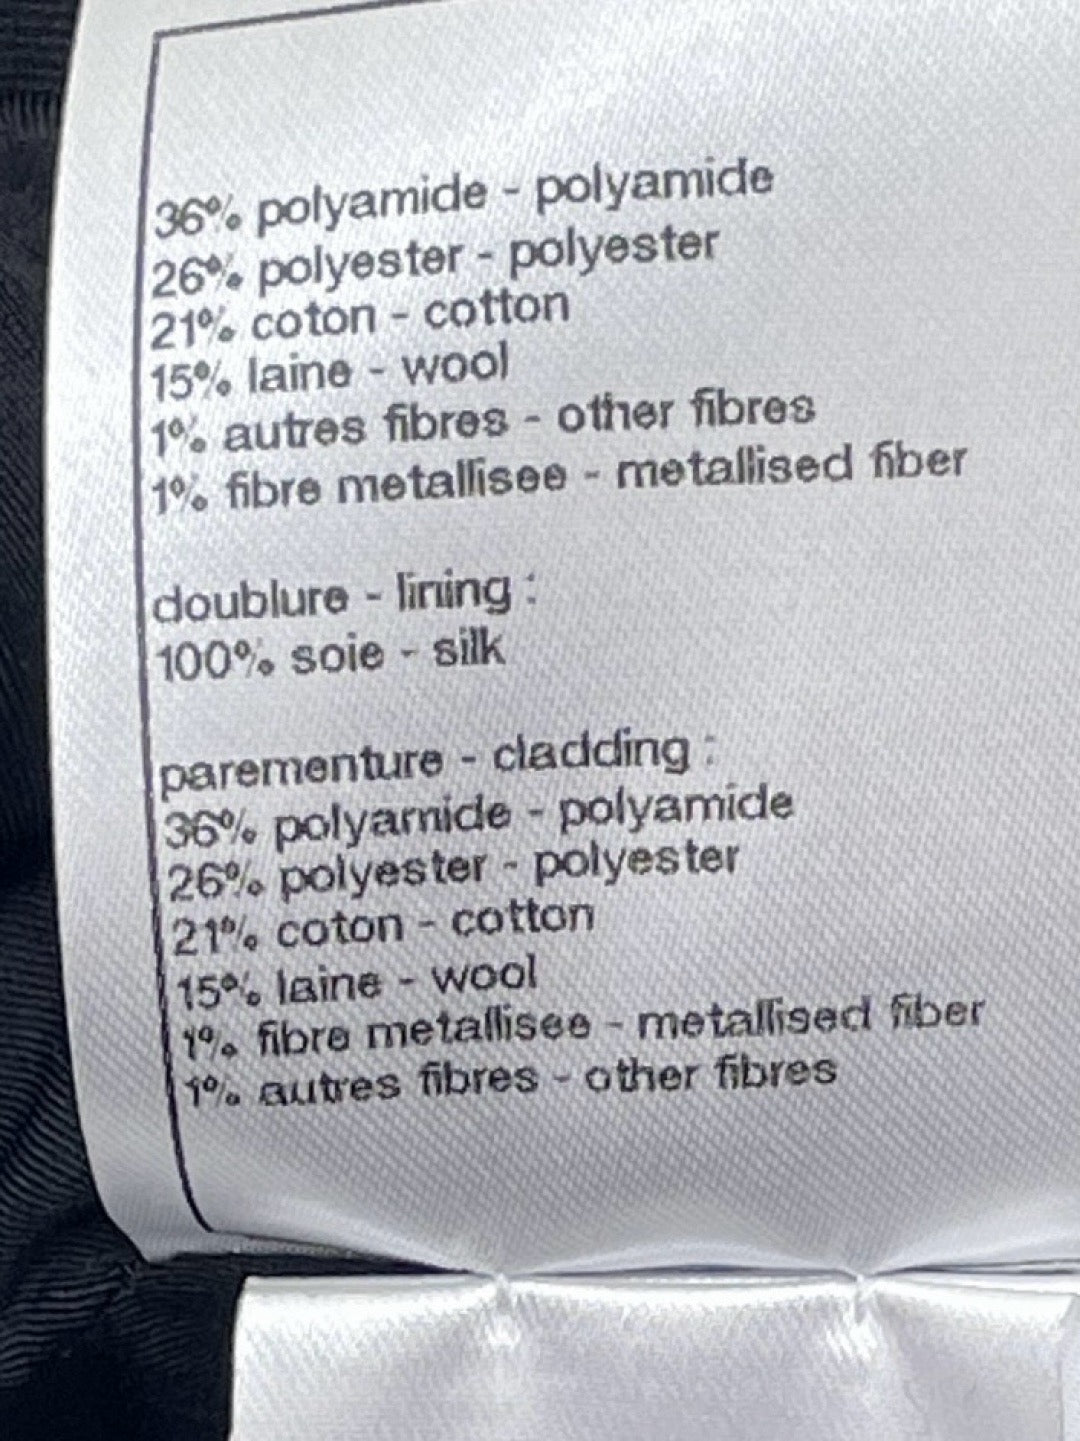 36% polyamide - polyamide
26% polyester - polyester
21% coton - cotton
15% laine - wool
1% autres fibres - other fibres
1% fibre metallisee - metallised fiber
doublure - lining :
100% soie - silk
parementure - cladding :
36% polyamide - polyamide
26% polyester - polyester
21% coton - cotton
15% laine - wool
1% fibre metallisee - metallised fiber
1% autres fibres - other fibres